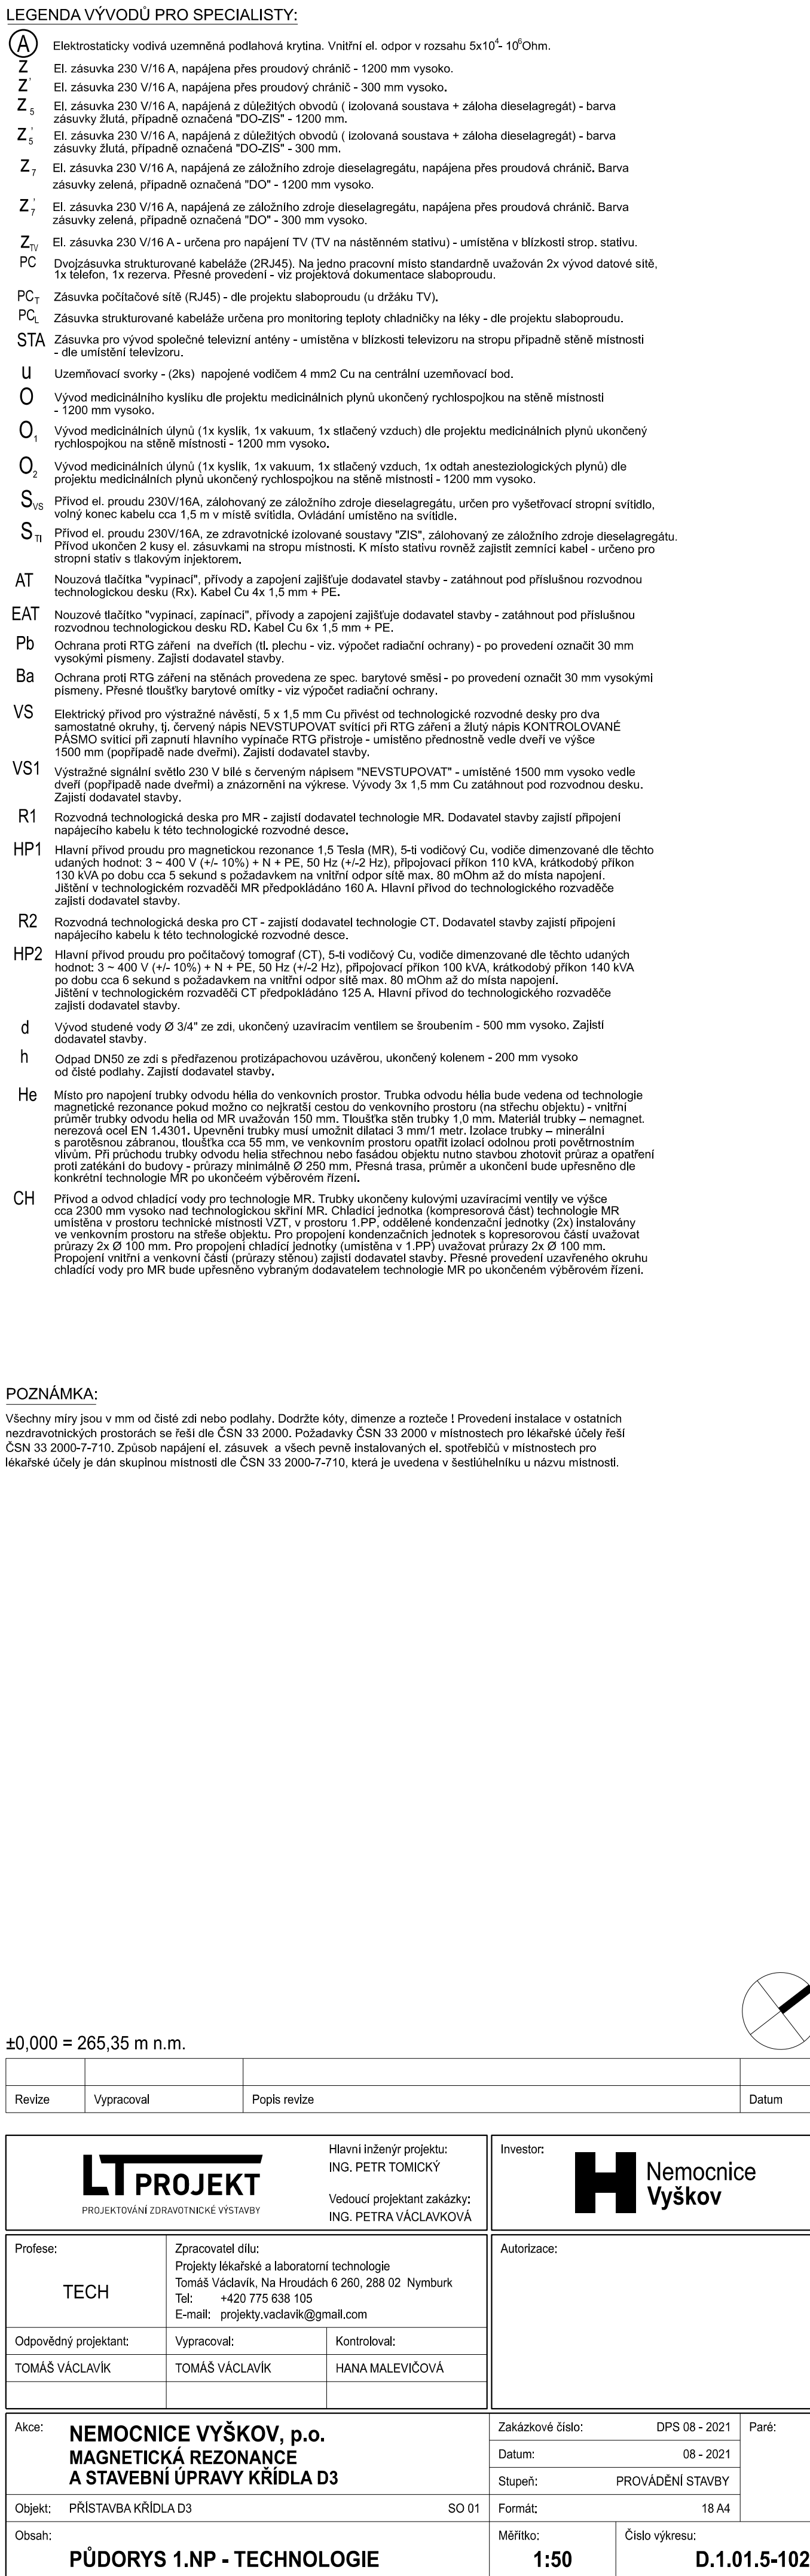 LEGENDA VÝVODŮ PRO SPECIALISTY:
A Elektrostaticky vodivá uzemněná podlahová krytina. Vnitřní el. odpor v rozsahu 5x10⁴- 10⁶Ohm.
Z El. zásuvka 230 V/16 A, napájena přes proudový chránič - 1200 mm vysoko.
Z' El. zásuvka 230 V/16 A, napájena přes proudový chránič - 300 mm vysoko.
Z5 El. zásuvka 230 V/16 A, napájená z důležitých obvodů ( izolovaná soustava + záloha dieselagregát) - barva
zásuvky žlutá, případně označená "DO-ZIS" - 1200 mm.
Z'5 El. zásuvka 230 V/16 A, napájená z důležitých obvodů ( izolovaná soustava + záloha dieselagregát) - barva
zásuvky žlutá, případně označená "DO-ZIS" - 300 mm.
Z7 El. zásuvka 230 V/16 A, napájená ze záložního zdroje dieselagregátu, napájena přes proudová chránič. Barva
zásuvky zelená, případně označená "DO" - 1200 mm vysoko.
Z'7 El. zásuvka 230 V/16 A, napájená ze záložního zdroje dieselagregátu, napájena přes proudová chránič. Barva
zásuvky zelená, případně označená "DO" - 300 mm vysoko.
ZTV El. zásuvka 230 V/16 A - určena pro napájení TV (TV na nástěnném stativu) - umístěna v blízkosti strop. stativu.
PC Dvojzásuvka strukturované kabeláže (2RJ45). Na jedno pracovní místo standardně uvažován 2x vývod datové sítě,
1x telefon, 1x rezerva. Přesné provedení - viz projektová dokumentace slaboproudu.
PCT Zásuvka počítačové sítě (RJ45) - dle projektu slaboproudu (u držáku TV).
PCL Zásuvka strukturované kabeláže určena pro monitoring teploty chladničky na léky - dle projektu slaboproudu.
STA Zásuvka pro vývod společné televizní antény - umístěna v blízkosti televizoru na stropu případně stěně místnosti
- dle umístění televizoru.
u Uzemňovací svorky - (2ks) napojené vodičem 4 mm2 Cu na centrální uzemňovací bod.
O Vývod medicinálního kyslíku dle projektu medicinálních plynů ukončený rychlospojkou na stěně místnosti
- 1200 mm vysoko.
O1 Vývod medicinálních úlynů (1x kyslík, 1x vakuum, 1x stlačený vzduch) dle projektu medicinálních plynů ukončený
rychlospojkou na stěně místnosti - 1200 mm vysoko.
O2 Vývod medicinálních úlynů (1x kyslík, 1x vakuum, 1x stlačený vzduch, 1x odtah anesteziologických plynů) dle
projektu medicinálních plynů ukončený rychlospojkou na stěně místnosti - 1200 mm vysoko.
SVS Přívod el. proudu 230V/16A, zálohovaný ze záložního zdroje dieselagregátu, určen pro vyšetřovací stropní svítidlo,
volný konec kabelu cca 1,5 m v místě svítidla. Ovládání umístěno na svítidle.
STI Přívod el. proudu 230V/16A, ze zdravotnické izolované soustavy "ZIS", zálohovaný ze záložního zdroje dieselagregátu.
Přívod ukončen 2 kusy el. zásuvkami na stropu místnosti. K místo stativu rovněž zajistit zemnící kabel - určeno pro
stropní stativ s tlakovým injektorem.
AT Nouzová tlačítka "vypínací", přívody a zapojení zajišťuje dodavatel stavby - zatáhnout pod příslušnou rozvodnou
technologickou desku (Rx). Kabel Cu 4x 1,5 mm + PE.
EAT Nouzové tlačítko "vypínací, zapínací", přívody a zapojení zajišťuje dodavatel stavby - zatáhnout pod příslušnou
rozvodnou technologickou desku RD. Kabel Cu 6x 1,5 mm + PE.
Pb Ochrana proti RTG záření na dveřích (tl. plechu - viz. výpočet radiační ochrany) - po provedení označit 30 mm
vysokými písmeny. Zajistí dodavatel stavby.
Ba Ochrana proti RTG záření na stěnách provedena ze spec. barytové směsi - po provedení označit 30 mm vysokými
písmeny. Přesné tloušťky barytové omítky - viz výpočet radiační ochrany.
VS Elektrický přívod pro výstražné návěstí, 5 x 1,5 mm Cu přivést od technologické rozvodné desky pro dva
samostatné okruhy, tj. červený nápis NEVSTUPOVAT svítící při RTG záření a žlutý nápis KONTROLOVANÉ
PÁSMO svítící při zapnutí hlavního vypínače RTG přístroje - umístěno přednostně vedle dveří ve výšce
1500 mm (popřípadě nade dveřmi). Zajistí dodavatel stavby.
VS1 Výstražné signální světlo 230 V bílé s červeným nápisem "NEVSTUPOVAT" - umístěné 1500 mm vysoko vedle
dveří (popřípadě nade dveřmi) a znázornění na výkrese. Vývody 3x 1,5 mm Cu zatáhnout pod rozvodnou desku.
Zajistí dodavatel stavby.
R1 Rozvodná technologická deska pro MR - zajistí dodavatel technologie MR. Dodavatel stavby zajistí připojení
napájecího kabelu k této technologické rozvodné desce.
HP1 Hlavní přívod proudu pro magnetickou rezonance 1,5 Tesla (MR), 5-ti vodičový Cu, vodiče dimenzované dle těchto
udaných hodnot: 3 ~ 400 V (+/- 10%) + N + PE, 50 Hz (+/-2 Hz), připojovací příkon 110 kVA, krátkodobý příkon
130 kVA po dobu cca 5 sekund s požadavkem na vnitřní odpor sítě max. 80 mOhm až do místa napojení.
Jištění v technologickém rozvaděči MR předpokládáno 160 A. Hlavní přívod do technologického rozvaděče
zajistí dodavatel stavby.
R2 Rozvodná technologická deska pro CT - zajistí dodavatel technologie CT. Dodavatel stavby zajistí připojení
napájecího kabelu k této technologické rozvodné desce.
HP2 Hlavní přívod proudu pro počítačový tomograf (CT), 5-ti vodičový Cu, vodiče dimenzované dle těchto udaných
hodnot: 3 ~ 400 V (+/- 10%) + N + PE, 50 Hz (+/-2 Hz), připojovací příkon 100 kVA, krátkodobý příkon 140 kVA
po dobu cca 6 sekund s požadavkem na vnitřní odpor sítě max. 80 mOhm až do místa napojení.
Jištění v technologickém rozvaděči CT předpokládáno 125 A. Hlavní přívod do technologického rozvaděče
zajistí dodavatel stavby.
d Vývod studené vody Ø 3/4" ze zdi, ukončený uzavíracím ventilem se šroubením - 500 mm vysoko. Zajistí
dodavatel stavby.
h Odpad DN50 ze zdi s předřazenou protizápachovou uzávěrou, ukončený kolenem - 200 mm vysoko
od čisté podlahy. Zajistí dodavatel stavby.
He Místo pro napojení trubky odvodu hélia do venkovních prostor. Trubka odvodu hélia bude vedena od technologie
magnetické rezonance pokud možno co nejkratší cestou do venkovního prostoru (na střechu objektu) - vnitřní
průměr trubky odvodu helia od MR uvažován 150 mm. Tloušťka stěn trubky 1,0 mm. Materiál trubky – nemagnet.
nerezová ocel EN 1.4301. Upevnění trubky musí umožnit dilataci 3 mm/1 metr. Izolace trubky – minerální
s parotěsnou zábranou, tloušťka cca 55 mm, ve venkovním prostoru opatřit izolací odolnou proti povětrnostním
vlivům. Při průchodu trubky odvodu helia střechnou nebo fasádou objektu nutno stavbou zhotovit průraz a opatření
proti zatékání do budovy - průrazy minimálně Ø 250 mm. Přesná trasa, průměr a ukončení bude upřesněno dle
konkrétní technologie MR po ukončeém výběrovém řízení.
CH Přívod a odvod chladící vody pro technologie MR. Trubky ukončeny kulovými uzavíracími ventily ve výšce
cca 2300 mm vysoko nad technologickou skříní MR. Chladící jednotka (kompresorová část) technologie MR
umístěna v prostoru technické místnosti VZT, v prostoru 1.PP, oddělené kondenzační jednotky (2x) instalovány
ve venkovním prostoru na střeše objektu. Pro propojení kondenzačních jednotek s kopresorovou částí uvažovat
průrazy 2x Ø 100 mm. Pro propojení chladící jednotky (umístěna v 1.PP) uvažovat průrazy 2x Ø 100 mm.
Propojení vnitřní a venkovní části (průrazy stěnou) zajistí dodavatel stavby. Přesné provedení uzavřeného okruhu
chladící vody pro MR bude upřesněno vybraným dodavatelem technologie MR po ukončeném výběrovém řízení.
POZNÁMKA:
Všechny míry jsou v mm od čisté zdi nebo podlahy. Dodržte kóty, dimenze a rozteče ! Provedení instalace v ostatních
nezdravotnických prostorách se řeší dle ČSN 33 2000. Požadavky ČSN 33 2000 v místnostech pro lékařské účely řeší
ČSN 33 2000-7-710. Způsob napájení el. zásuvek a všech pevně instalovaných el. spotřebičů v místnostech pro
lékařské účely je dán skupinou místnosti dle ČSN 33 2000-7-710, která je uvedena v šestiúhelníku u názvu místnosti.
±0,000 = 265,35 m n.m.
Revize Vypracoval Popis revize Datum
LT PROJEKT
PROJEKTOVÁNÍ ZDRAVOTNICKÉ VÝSTAVBY
Hlavní inženýr projektu:
ING. PETR TOMICKÝ
Vedoucí projektant zakázky:
ING. PETRA VÁCLAVKOVÁ
Investor:
Nemocnice
Vyškov
Profese:
TECH
Zpracovatel dílu:
Projekty lékařské a laboratorní technologie
Tomáš Václavík, Na Hroudách 6 260, 288 02 Nymburk
Tel: +420 775 638 105
E-mail: projekty.vaclavik@gmail.com
Autorizace:
Odpovědný projektant: Vypracoval: Kontroloval:
TOMÁŠ VÁCLAVÍK TOMÁŠ VÁCLAVÍK HANA MALEVIČOVÁ
Akce: NEMOCNICE VYŠKOV, p.o.
MAGNETICKÁ REZONANCE
A STAVEBNÍ ÚPRAVY KŘÍDLA D3
Zakázkové číslo: DPS 08 - 2021
Paré:
Datum: 08 - 2021
Stupeň: PROVÁDĚNÍ STAVBY
Objekt: PŘÍSTAVBA KŘÍDLA D3 SO 01
Formát: 18 A4
Obsah:
PŮDORYS 1.NP - TECHNOLOGIE
Měřítko:
1:50
Číslo výkresu:
D.1.01.5-102